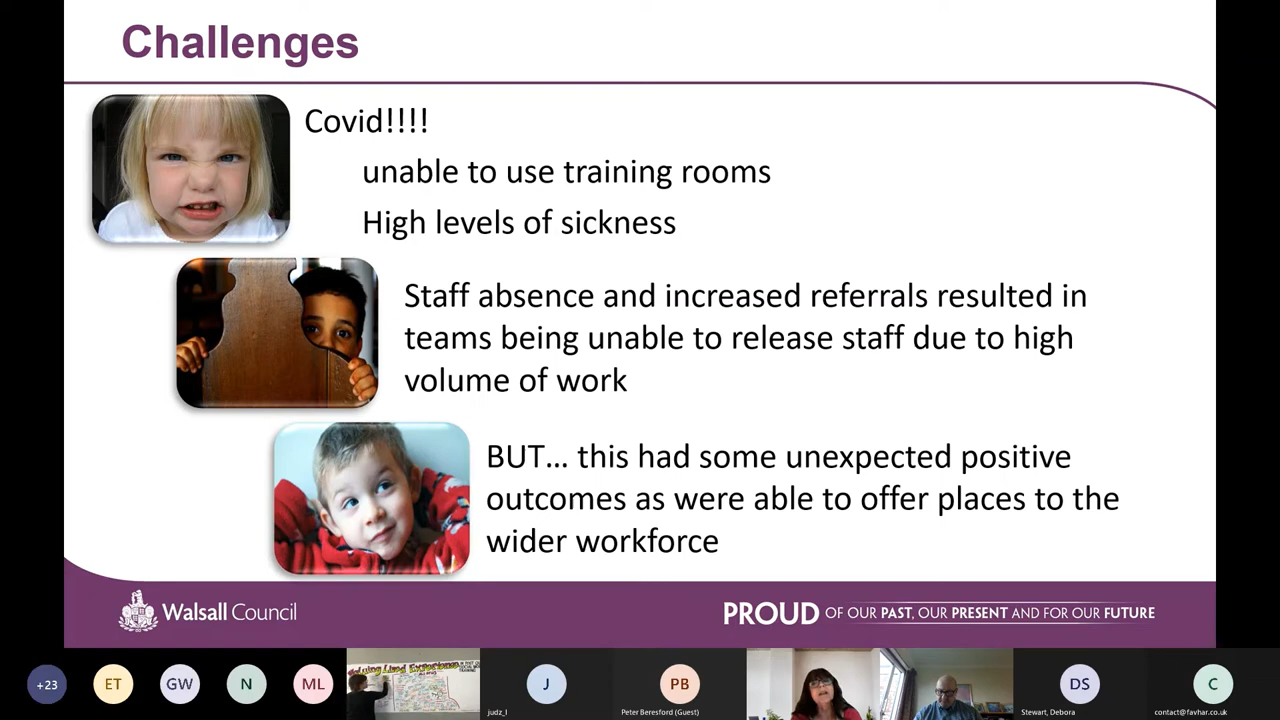 Challenges
Covid!!!!
unable to use training rooms
High levels of sickness
Staff absence and increased referrals resulted in
teams being unable to release staff due to high
volume of work
BUT... this had some unexpected positive
outcomes as were able to offer places to the
wider workforce
Walsall Council
PROUD OF OUR PAST, OUR PRESENT AND FOR OUR FUTURE
+23
ET
GW
N
ML
Lived Experience
J
PB
DS
C
judz_l
Peter Beresford (Guest)
Stewart, Debora
contact@favhar.co.uk